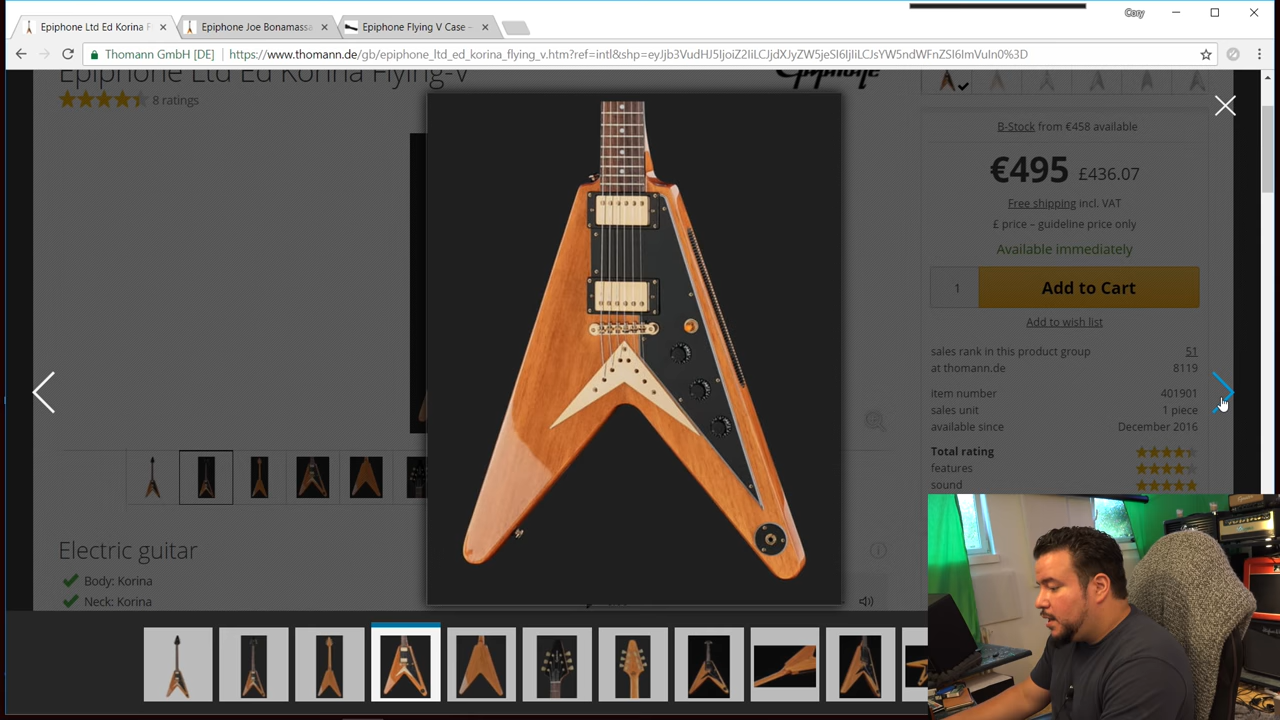 Cory
Epiphone Ltd Ed Korina F
Epiphone Joe Bonamassa
Epiphone Flying V Case -
Thomann GmbH [DE]
https://www.thomann.de/gb/epiphone_ltd_ed_korina_flying_v.htm?ref=intl&shp=eyJjb3VudHJ5IjoiZ2IiLCJjdXJyZW5jeSI6IjIiLCJsYW5ndWFnZSI6ImVuIn0%3D
Epiphone Ltd Ed Korina Flying-V
Epiphone
8 ratings
B-Stock from €458 available
€495 £436.07
Free shipping incl. VAT
£ price – guideline price only
Available immediately
1 Add to Cart
Add to wish list
sales rank in this product group 51
at thomann.de 8119
item number 401901
sales unit 1 piece
available since December 2016
Total rating
features
sound
Electric guitar
Body: Korina
Neck: Korina